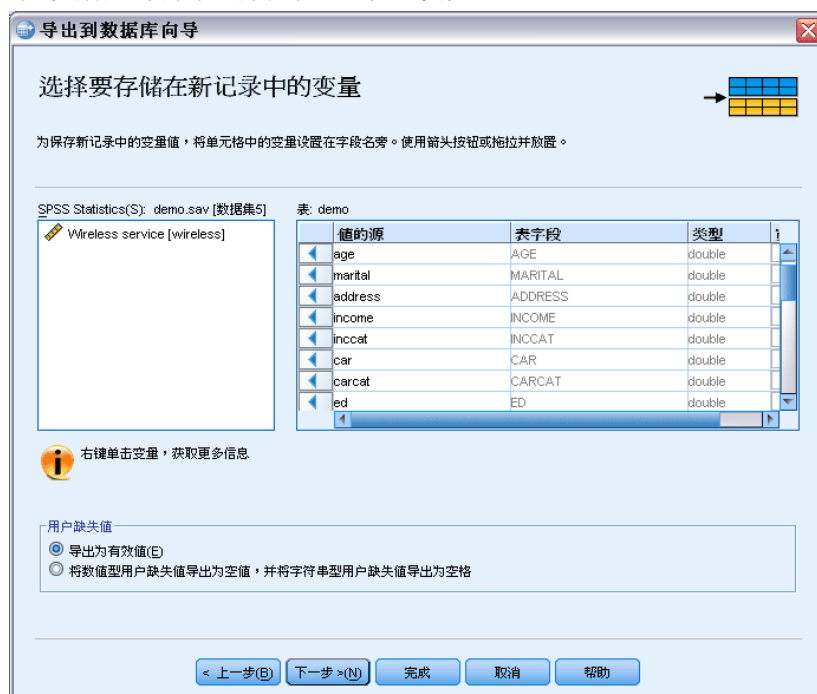 导出到数据库向导
选择要存储在新记录中的变量
为保存新记录中的变量值，将单元格中的变量设置在字段名旁。使用箭头按钮或拖拉并放置。
SPSS Statistics(S): demo.sav [数据集5]
表: demo
Wireless service [wireless]
值的源 表字段 类型
age AGE double
marital MARITAL double
address ADDRESS double
income INCOME double
inccat INCCAT double
car CAR double
carcat CARCAT double
ed ED double
右键单击变量，获取更多信息
用户缺失值
导出为有效值(E)
将数值型用户缺失值导出为空值，并将字符串型用户缺失值导出为空格
< 上一步(B) 下一步 >(N) 完成 取消 帮助